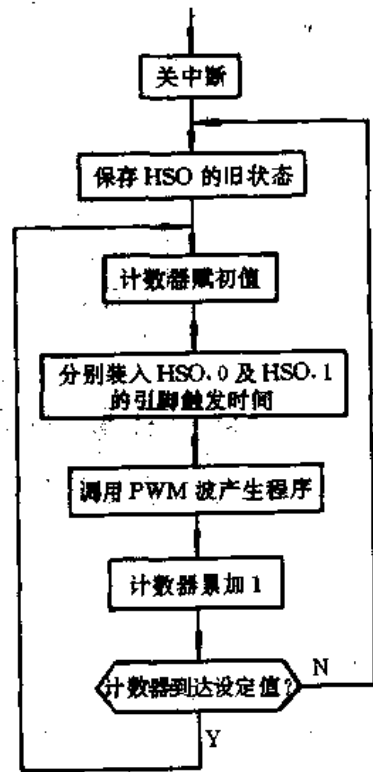 关中断
保存 HSO 的旧状态
计数器赋初值
分别装入 HSO.0 及 HSO.1
的引脚触发时间
调用 PWM 波产生程序
计数器累加 1
计数器到达设定值?
N
Y